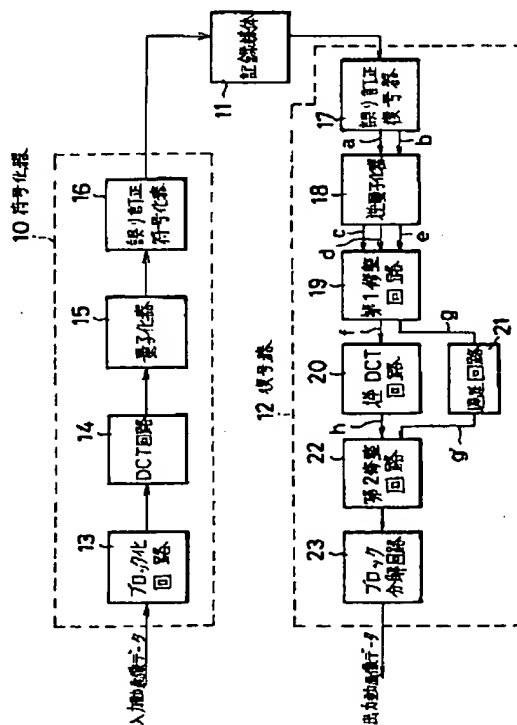 10 符号化器
入力動画像データ
13
ブロック化
回路
14
DCT回路
15
量子化器
16
誤り訂正
符号化器
11
記録媒体
12 復号器
17
誤り訂正
復号器
a
b
18
逆量子化器
c
d
e
19
第1修整
回路
f
g
20
逆DCT
回路
21
遅延回路
h
g'
22
第2修整
回路
23
ブロック
分解回路
出力動画像データ